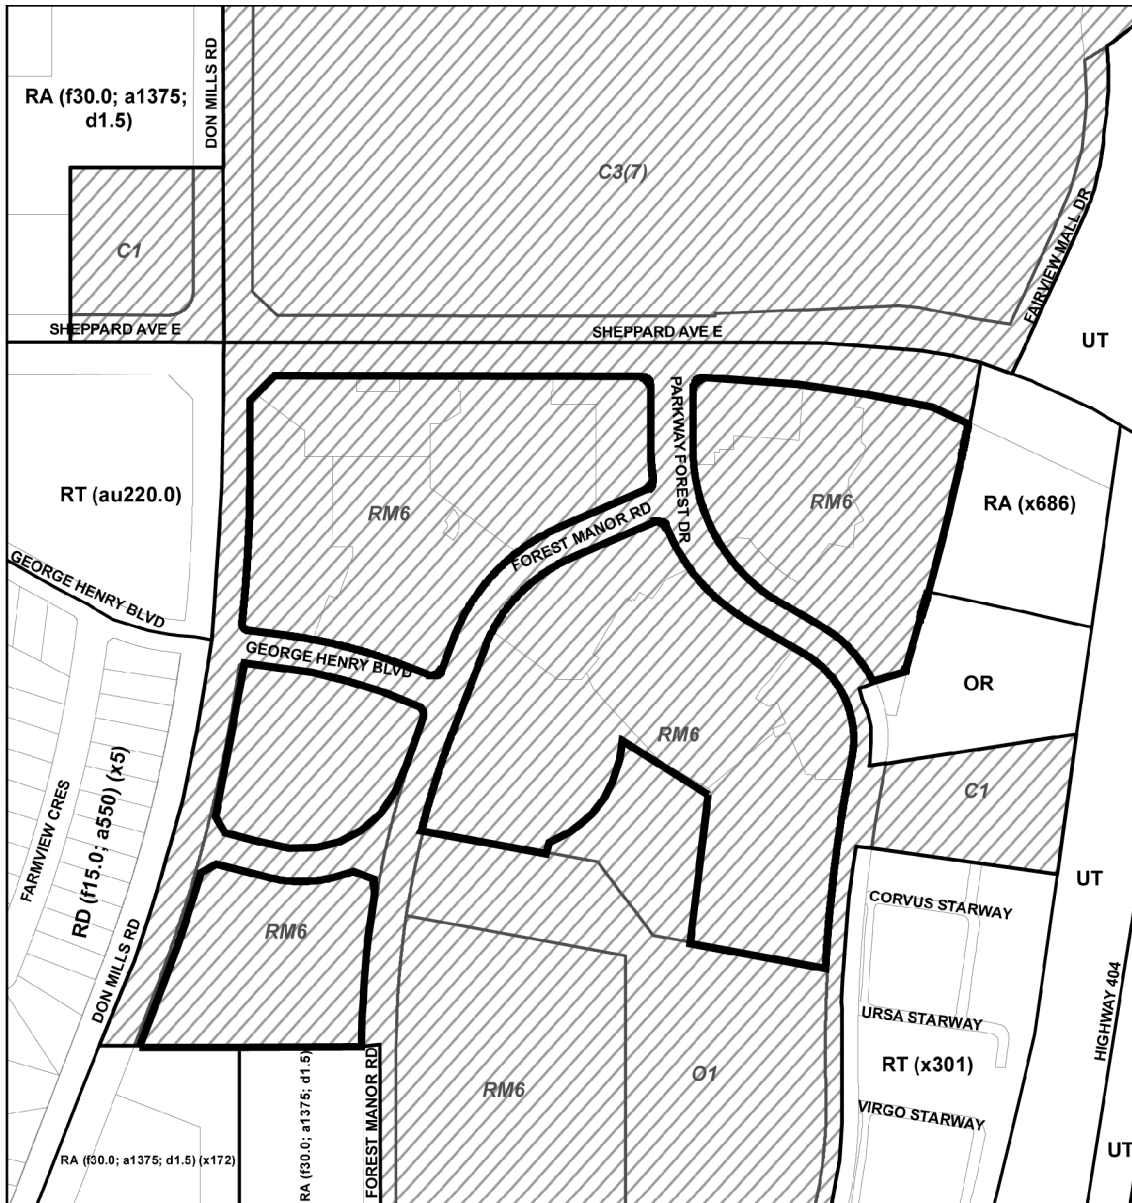 RA (f30.0; a1375;
d1.5)
DON MILLS RD
C3(7)
C1
FAIRVIEW MALL DR
SHEPPARD AVE E
SHEPPARD AVE E
UT
PARKWAY FOREST DR
RT (au220.0)
RM6
RM6
RA (x686)
FOREST MANOR RD
GEORGE HENRY BLVD
GEORGE HENRY BLVD
OR
RM6
C1
FARMVIEW CRES
RD (f15.0; a550) (x5)
UT
CORVUS STARWAY
RM6
DON MILLS RD
HIGHWAY 404
URSA STARWAY
RT (x301)
O1
RM6
VIRGO STARWAY
UT
RA (f30.0; a1375; d1.5) (x172)
RA (f30.0; a1375; d1.5)
FOREST MANOR RD